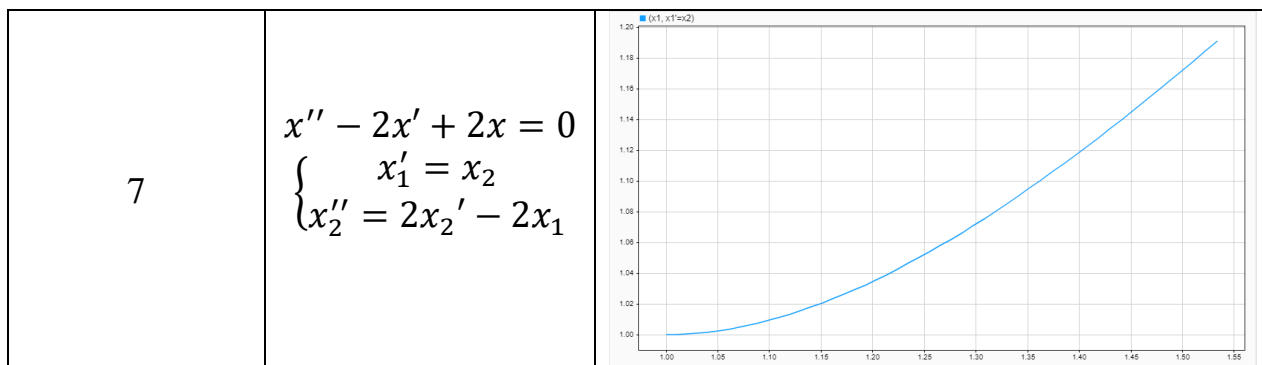 7
x'' − 2x' + 2x = 0
{ x₁' = x₂
x₂'' = 2x₂' − 2x₁
(x1, x1'=x2)
1.20
1.18
1.16
1.14
1.12
1.10
1.08
1.06
1.04
1.02
1.00
1.00 1.05 1.10 1.15 1.20 1.25 1.30 1.35 1.40 1.45 1.50 1.55